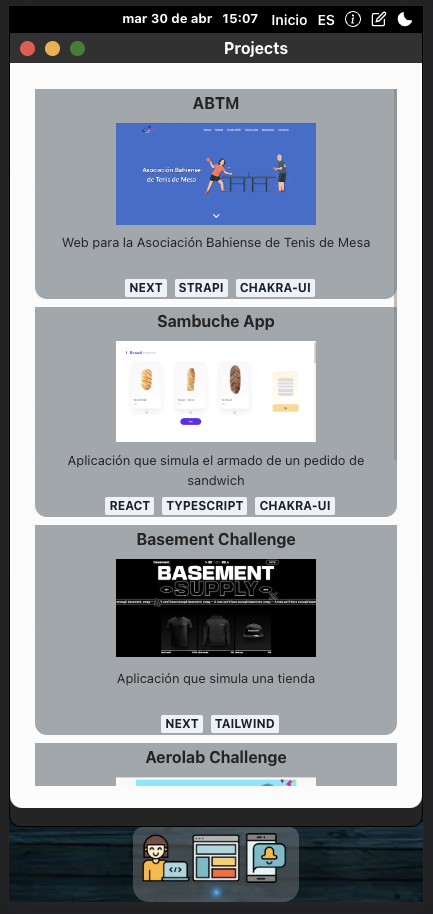 mar 30 de abr 15:07 Inicio ES
Projects
ABTM
Asociación Bahiense
de Tenis de Mesa
Web para la Asociación Bahiense de Tenis de Mesa
NEXT STRAPI CHAKRA-UI
Sambuche App
1. Bread
Aplicación que simula el armado de un pedido de
sandwich
REACT TYPESCRIPT CHAKRA-UI
Basement Challenge
BASEMENT
SUPPLY
Aplicación que simula una tienda
NEXT TAILWIND
Aerolab Challenge